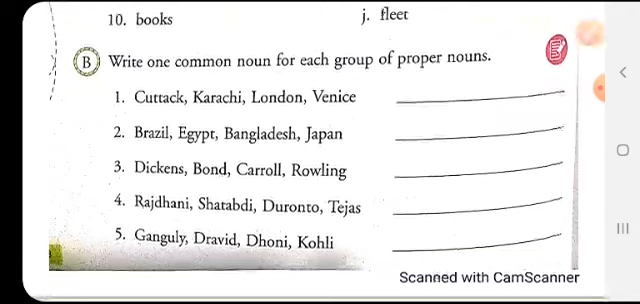 10. books j. fleet
B Write one common noun for each group of proper nouns.
1. Cuttack, Karachi, London, Venice
2. Brazil, Egypt, Bangladesh, Japan
3. Dickens, Bond, Carroll, Rowling
4. Rajdhani, Shatabdi, Duronto, Tejas
5. Ganguly, Dravid, Dhoni, Kohli
Scanned with CamScanner